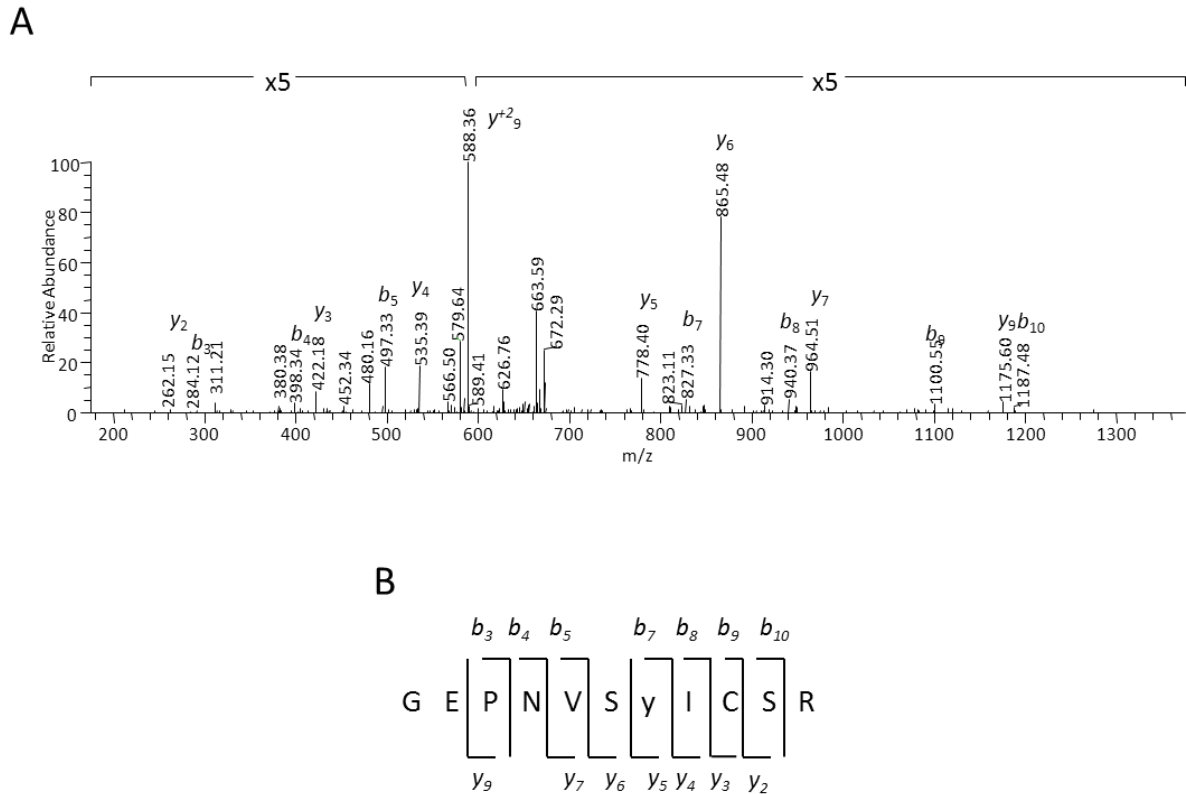 A
x5 x5
y⁺²₉
y₆
y₂ b₃ b₄ y₃ b₅ y₄ y₅ b₇ b₈ y₇ b₉ y₉ b₁₀
262.15 284.12 311.21 380.38 398.34 422.18 452.34 480.16 497.33 535.39 566.50 579.64 588.36 589.41 626.76 663.59 672.29 778.40 823.11 827.33 865.48 914.30 940.37 964.51 1100.55 1175.60 1187.48
Relative Abundance
100
80
60
40
20
0
200 300 400 500 600 700 800 900 1000 1100 1200 1300
m/z
B
b₃ b₄ b₅ b₇ b₈ b₉ b₁₀
G E P N V S y I C S R
y₉ y₇ y₆ y₅ y₄ y₃ y₂